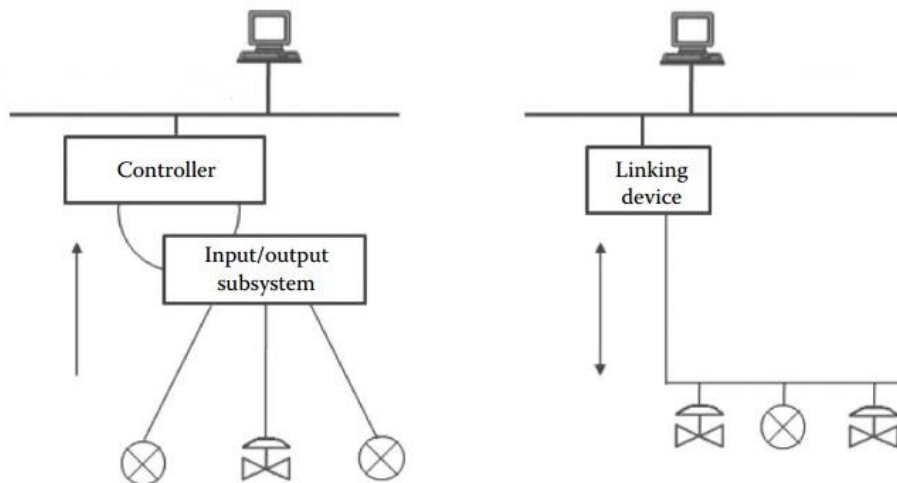 Controller
Input/output
subsystem
Linking
device